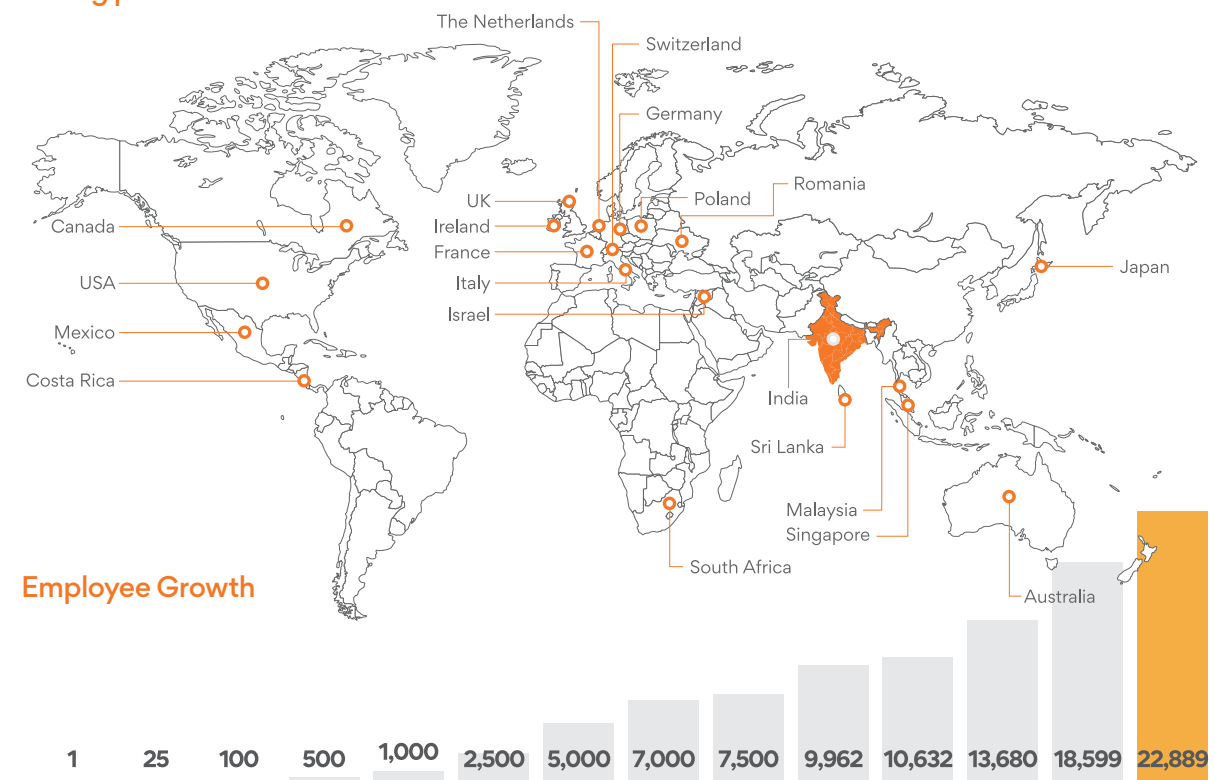 The Netherlands
Switzerland
Germany
UK
Poland
Romania
Canada
Ireland
France
Japan
USA
Italy
Israel
Mexico
Costa Rica
India
Sri Lanka
Malaysia
Singapore
South Africa
Employee Growth
Australia
1 25 100 500 1,000 2,500 5,000 7,000 7,500 9,962 10,632 13,680 18,599 22,889